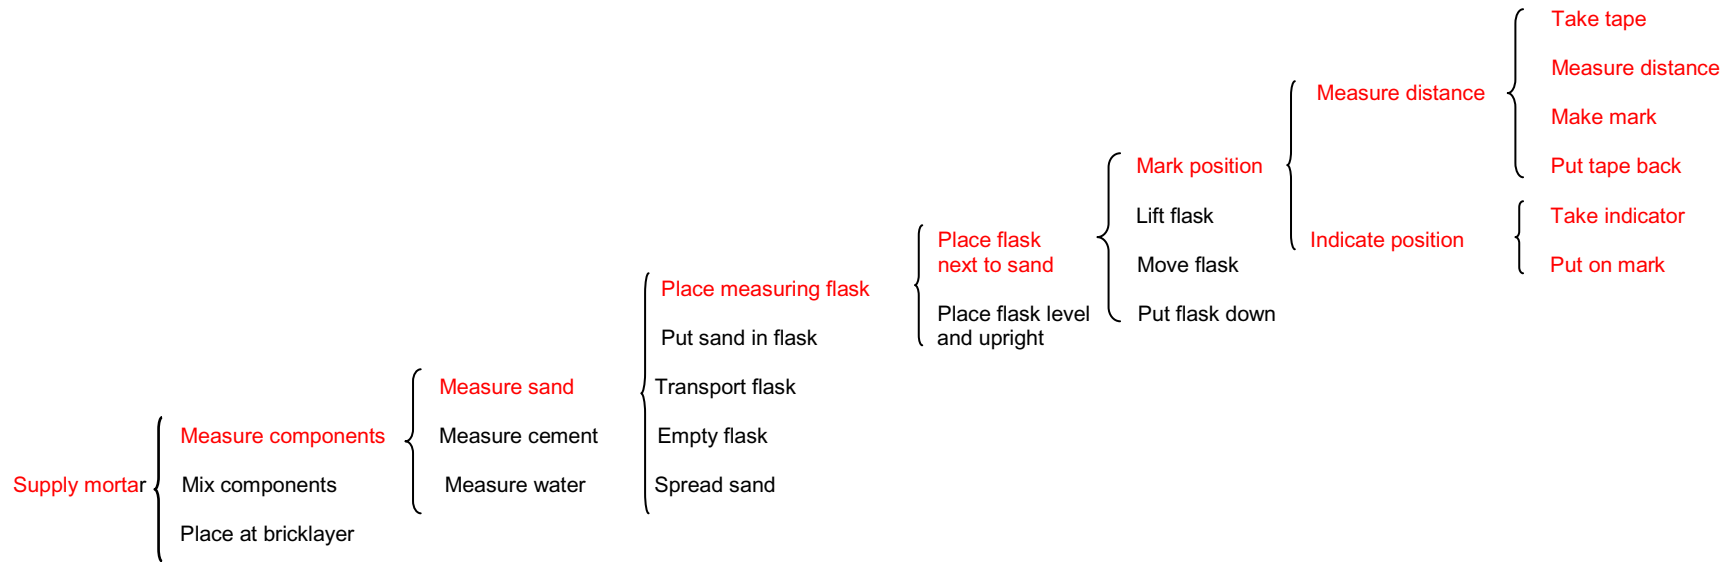 Supply mortar
Measure components
Mix components
Place at bricklayer
Measure sand
Measure cement
Measure water
Place measuring flask
Put sand in flask
Transport flask
Empty flask
Spread sand
Place flask
next to sand
Place flask level
and upright
Mark position
Lift flask
Move flask
Put flask down
Measure distance
Indicate position
Take tape
Measure distance
Make mark
Put tape back
Take indicator
Put on mark